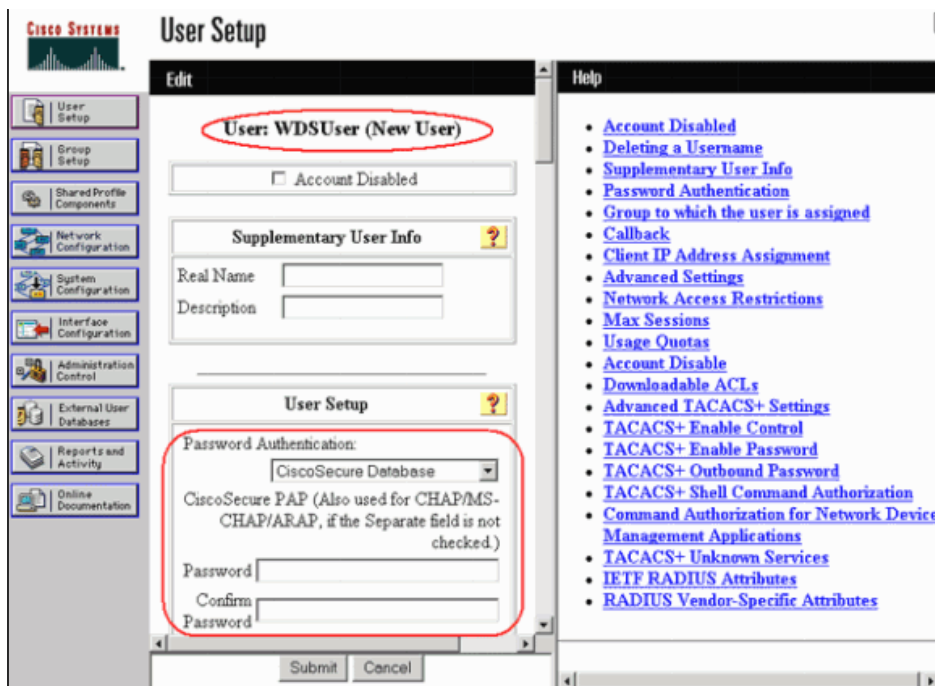 CISCO SYSTEMS
User Setup
User
Setup
Group
Setup
Shared Profile
Components
Network
Configuration
System
Configuration
Interface
Configuration
Administration
Control
External User
Databases
Reports and
Activity
Online
Documentation
Edit
User: WDSUser (New User)
Account Disabled
Supplementary User Info
?
Real Name
Description
User Setup
?
Password Authentication:
CiscoSecure Database
CiscoSecure PAP (Also used for CHAP/MS-
CHAP/ARAP, if the Separate field is not
checked.)
Password
Confirm
Password
Submit
Cancel
Help
Account Disabled
Deleting a Username
Supplementary User Info
Password Authentication
Group to which the user is assigned
Callback
Client IP Address Assignment
Advanced Settings
Network Access Restrictions
Max Sessions
Usage Quotas
Account Disable
Downloadable ACLs
Advanced TACACS+ Settings
TACACS+ Enable Control
TACACS+ Enable Password
TACACS+ Outbound Password
TACACS+ Shell Command Authorization
Command Authorization for Network Device
Management Applications
TACACS+ Unknown Services
IETF RADIUS Attributes
RADIUS Vendor-Specific Attributes